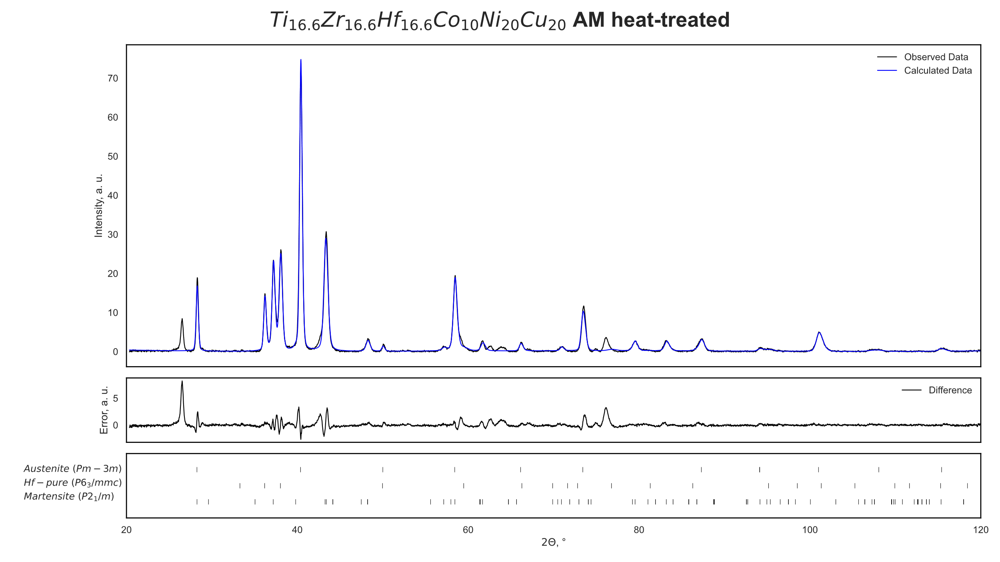 Ti₁₆.₆Zr₁₆.₆Hf₁₆.₆Co₁₀Ni₂₀Cu₂₀ AM heat-treated
Observed Data
Calculated Data
70
60
50
40
30
20
10
0
Intensity, a. u.
Difference
5
0
Error, a. u.
Austenite (Pm − 3m)
Hf − pure (P6₃/mmc)
Martensite (P2₁/m)
20 40 60 80 100 120
2Θ, °